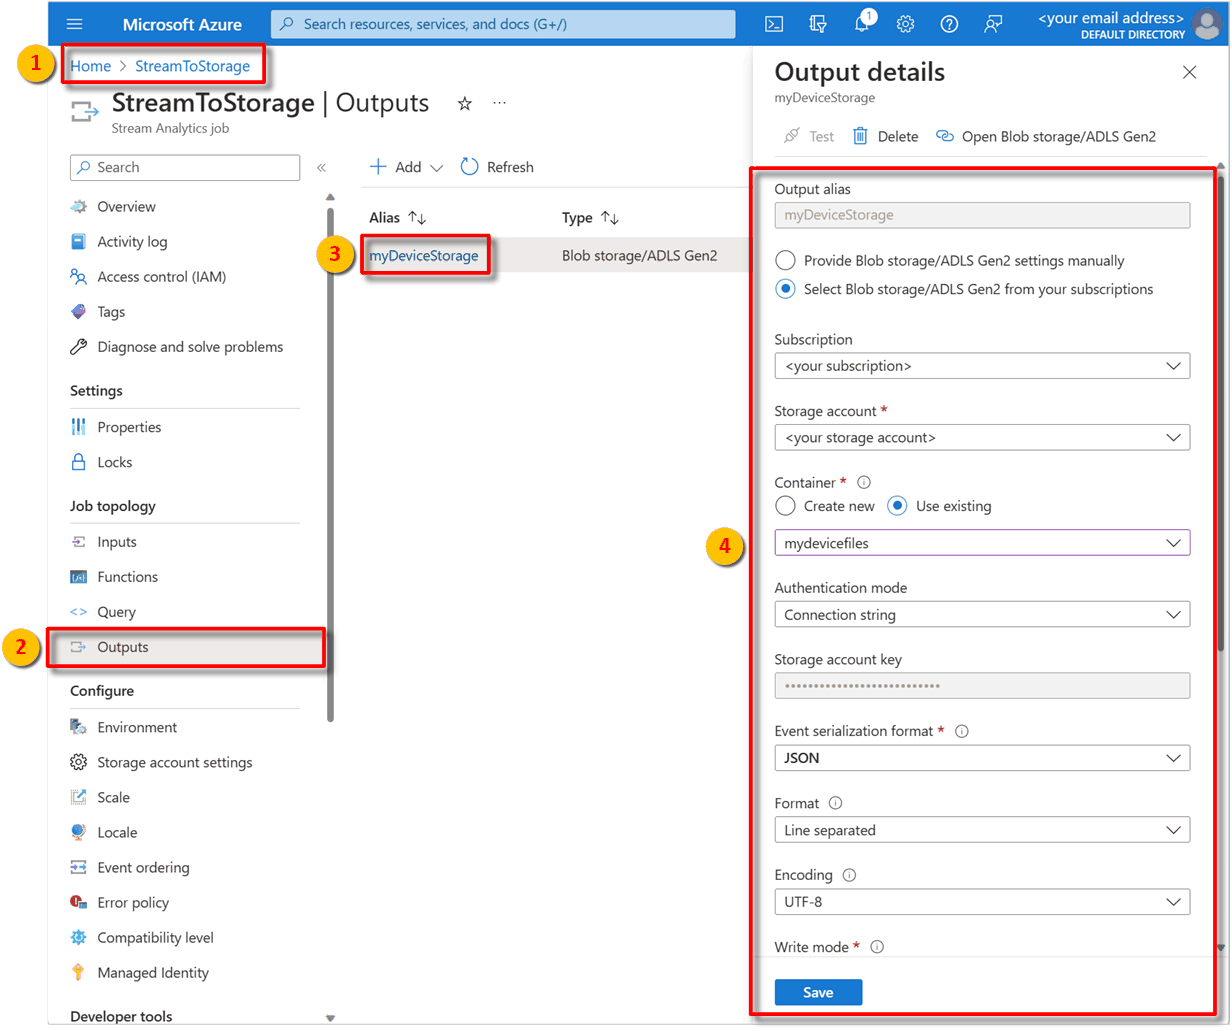 Microsoft Azure
Search resources, services, and docs (G+/)
1
<your email address>
DEFAULT DIRECTORY
1
Home > StreamToStorage
StreamToStorage | Outputs
...
Stream Analytics job
Search
«
Overview
Activity log
Access control (IAM)
Tags
Diagnose and solve problems
Settings
Properties
Locks
Job topology
Inputs
Functions
Query
2
Outputs
Configure
Environment
Storage account settings
Scale
Locale
Event ordering
Error policy
Compatibility level
Managed Identity
Developer tools
Add
Refresh
Alias ↑↓ Type ↑↓
3
myDeviceStorage Blob storage/ADLS Gen2
Output details
myDeviceStorage
Test Delete Open Blob storage/ADLS Gen2
4
Output alias
myDeviceStorage
Provide Blob storage/ADLS Gen2 settings manually
Select Blob storage/ADLS Gen2 from your subscriptions
Subscription
<your subscription>
Storage account *
<your storage account>
Container *
Create new Use existing
mydevicefiles
Authentication mode
Connection string
Storage account key
•••••••••••••••••••••••••••
Event serialization format *
JSON
Format
Line separated
Encoding
UTF-8
Write mode *
Save